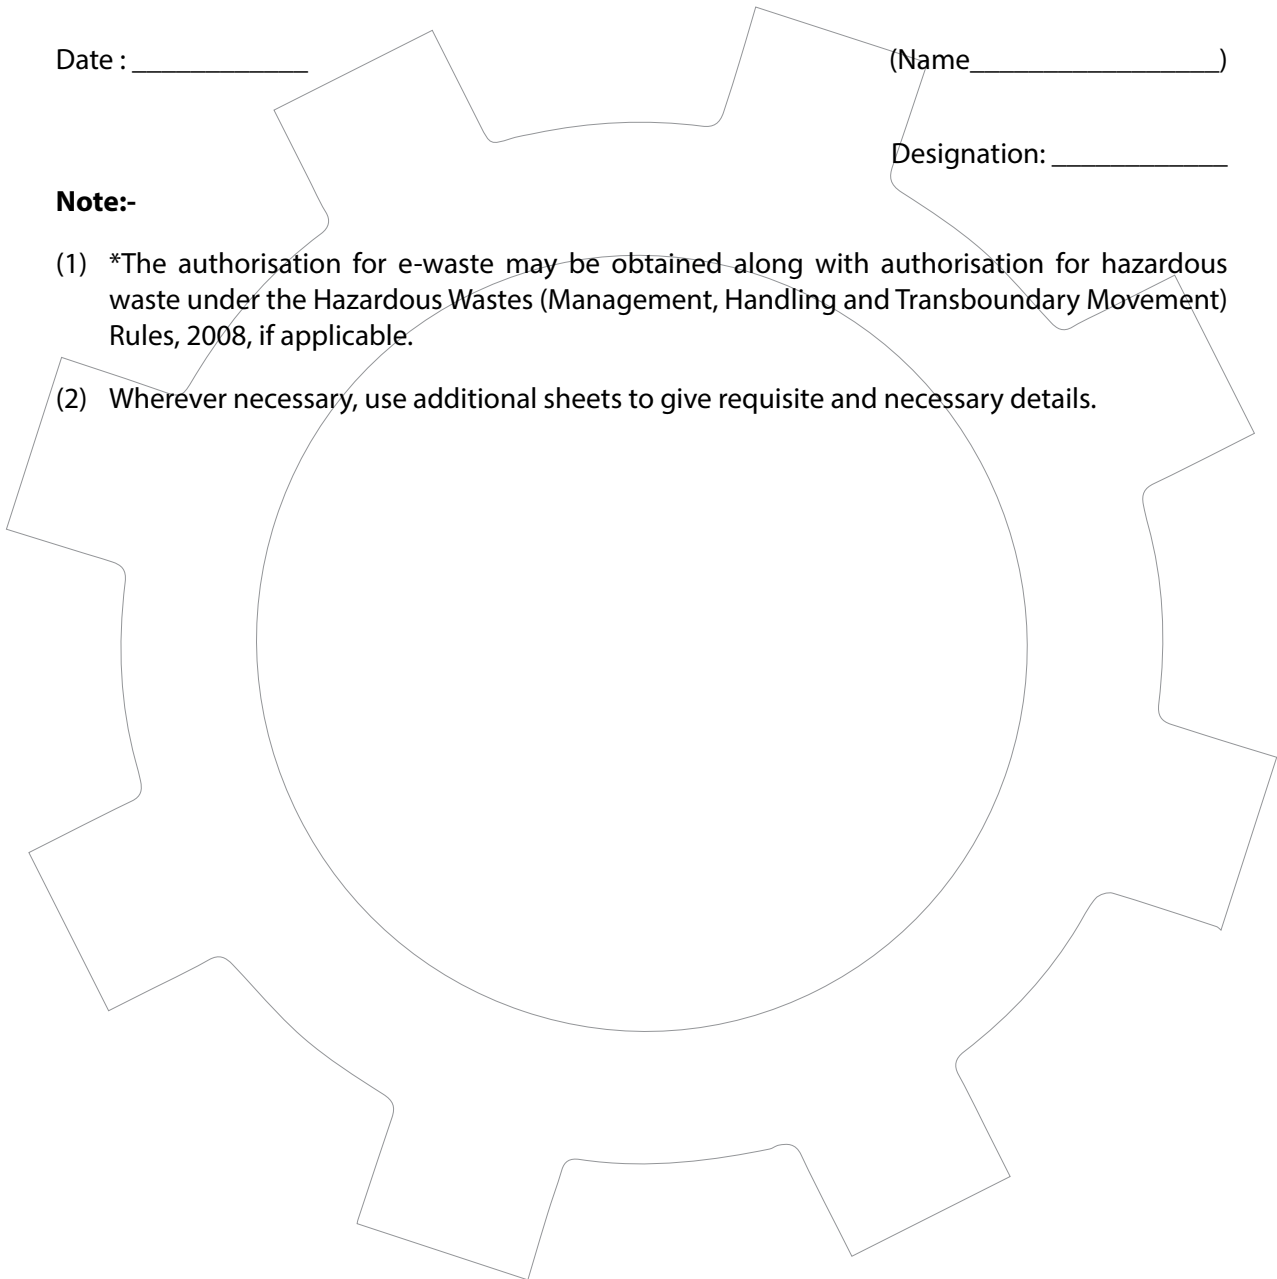 Date : ____________ (Name_________________)
Designation: ____________
Note:-
(1) *The authorisation for e-waste may be obtained along with authorisation for hazardous
waste under the Hazardous Wastes (Management, Handling and Transboundary Movement)
Rules, 2008, if applicable.
(2) Wherever necessary, use additional sheets to give requisite and necessary details.